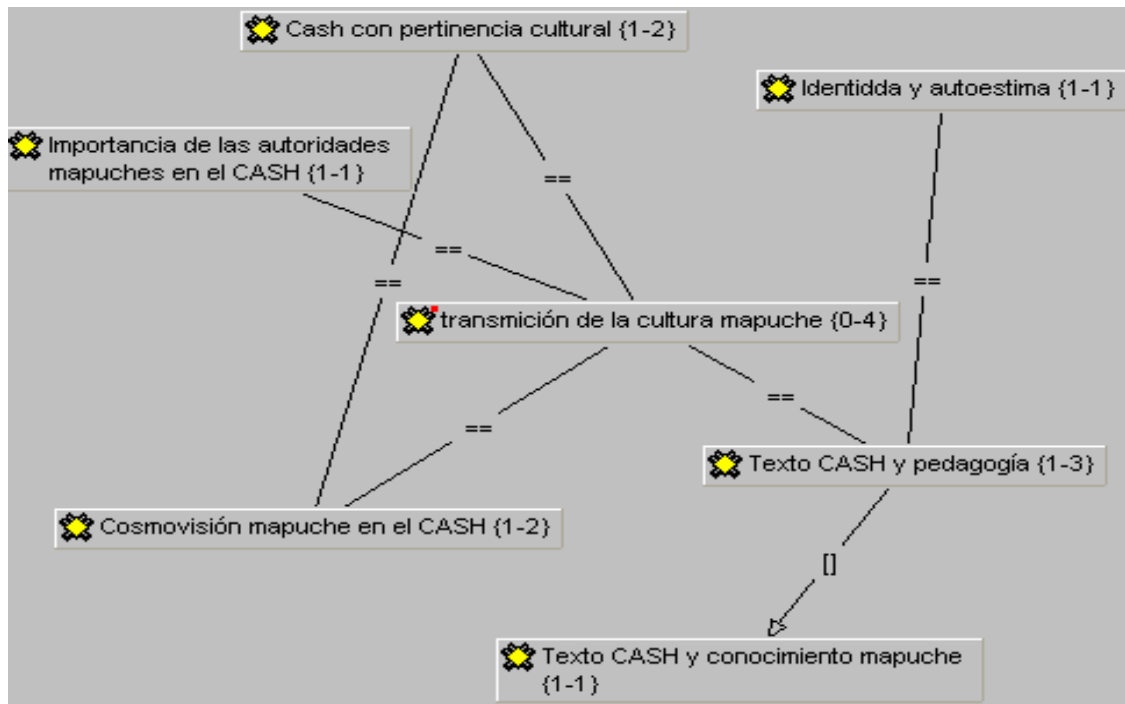 Cash con pertinencia cultural {1-2}
Identidda y autoestima {1-1}
Importancia de las autoridades
mapuches en el CASH {1-1}
==
==
==
==
transmición de la cultura mapuche {0-4}
==
==
Texto CASH y pedagogía {1-3}
Cosmovisión mapuche en el CASH {1-2}
[]
Texto CASH y conocimiento mapuche
{1-1}